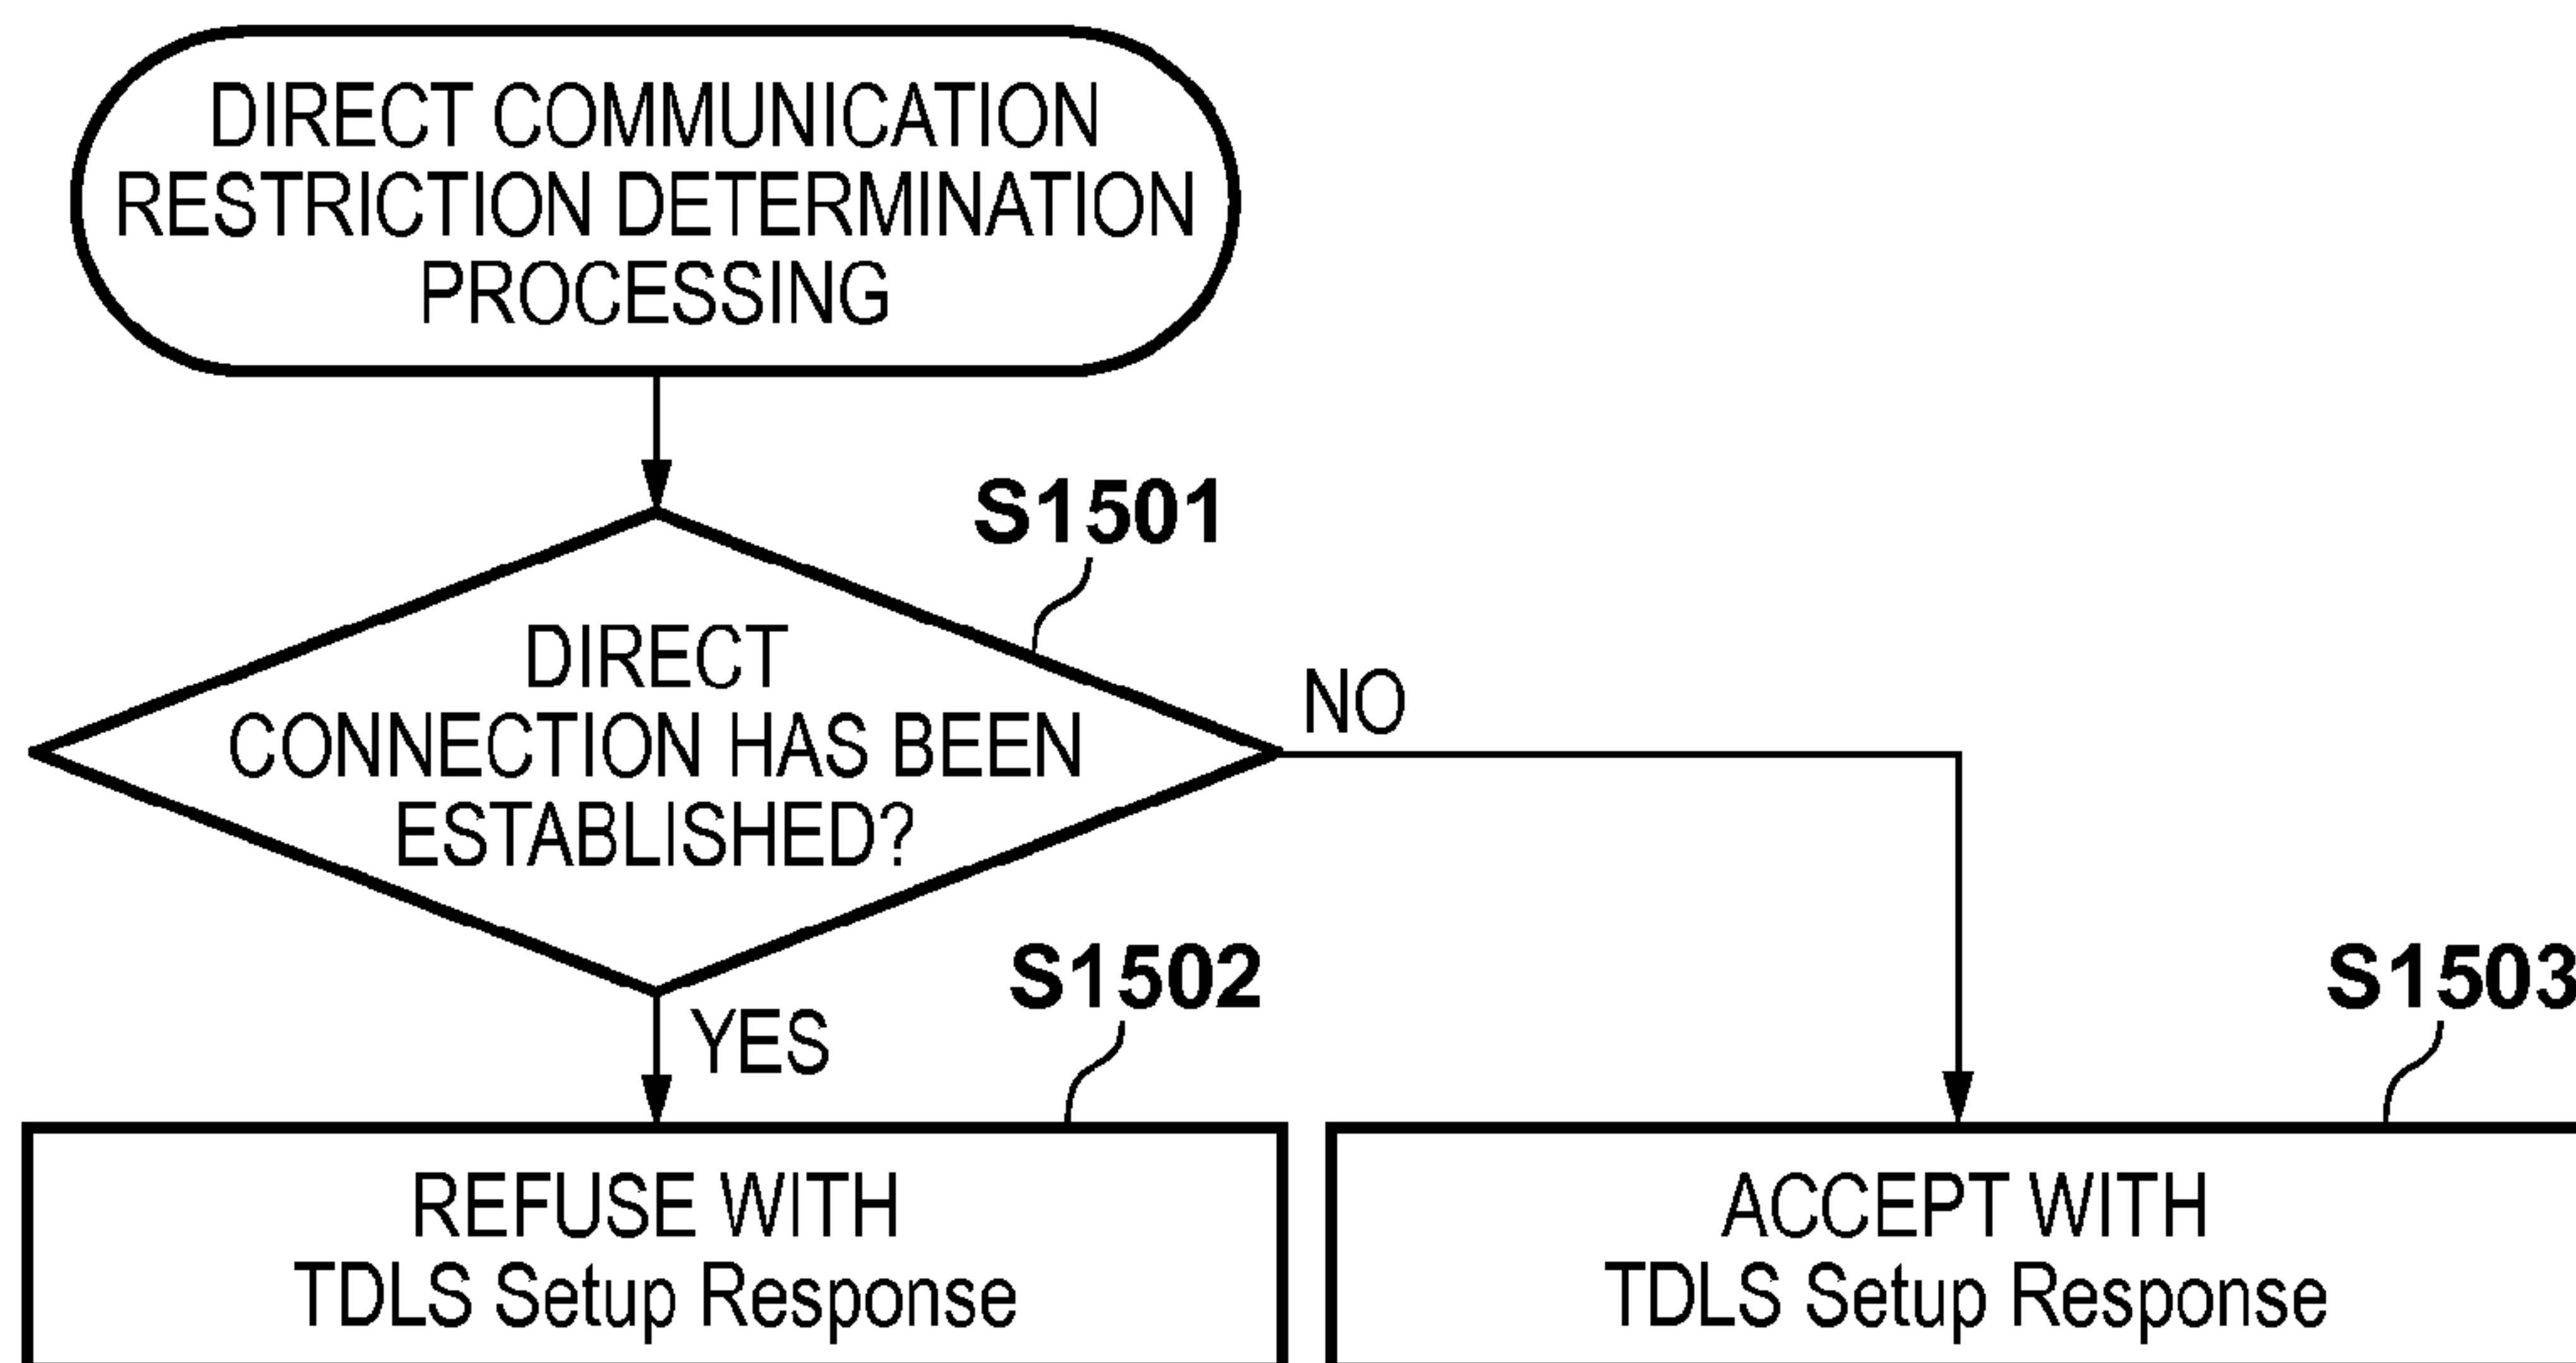 DIRECT COMMUNICATION
RESTRICTION DETERMINATION
PROCESSING
S1501
DIRECT
CONNECTION HAS BEEN
ESTABLISHED?
NO
YES
S1502
S1503
REFUSE WITH
TDLS Setup Response
ACCEPT WITH
TDLS Setup Response